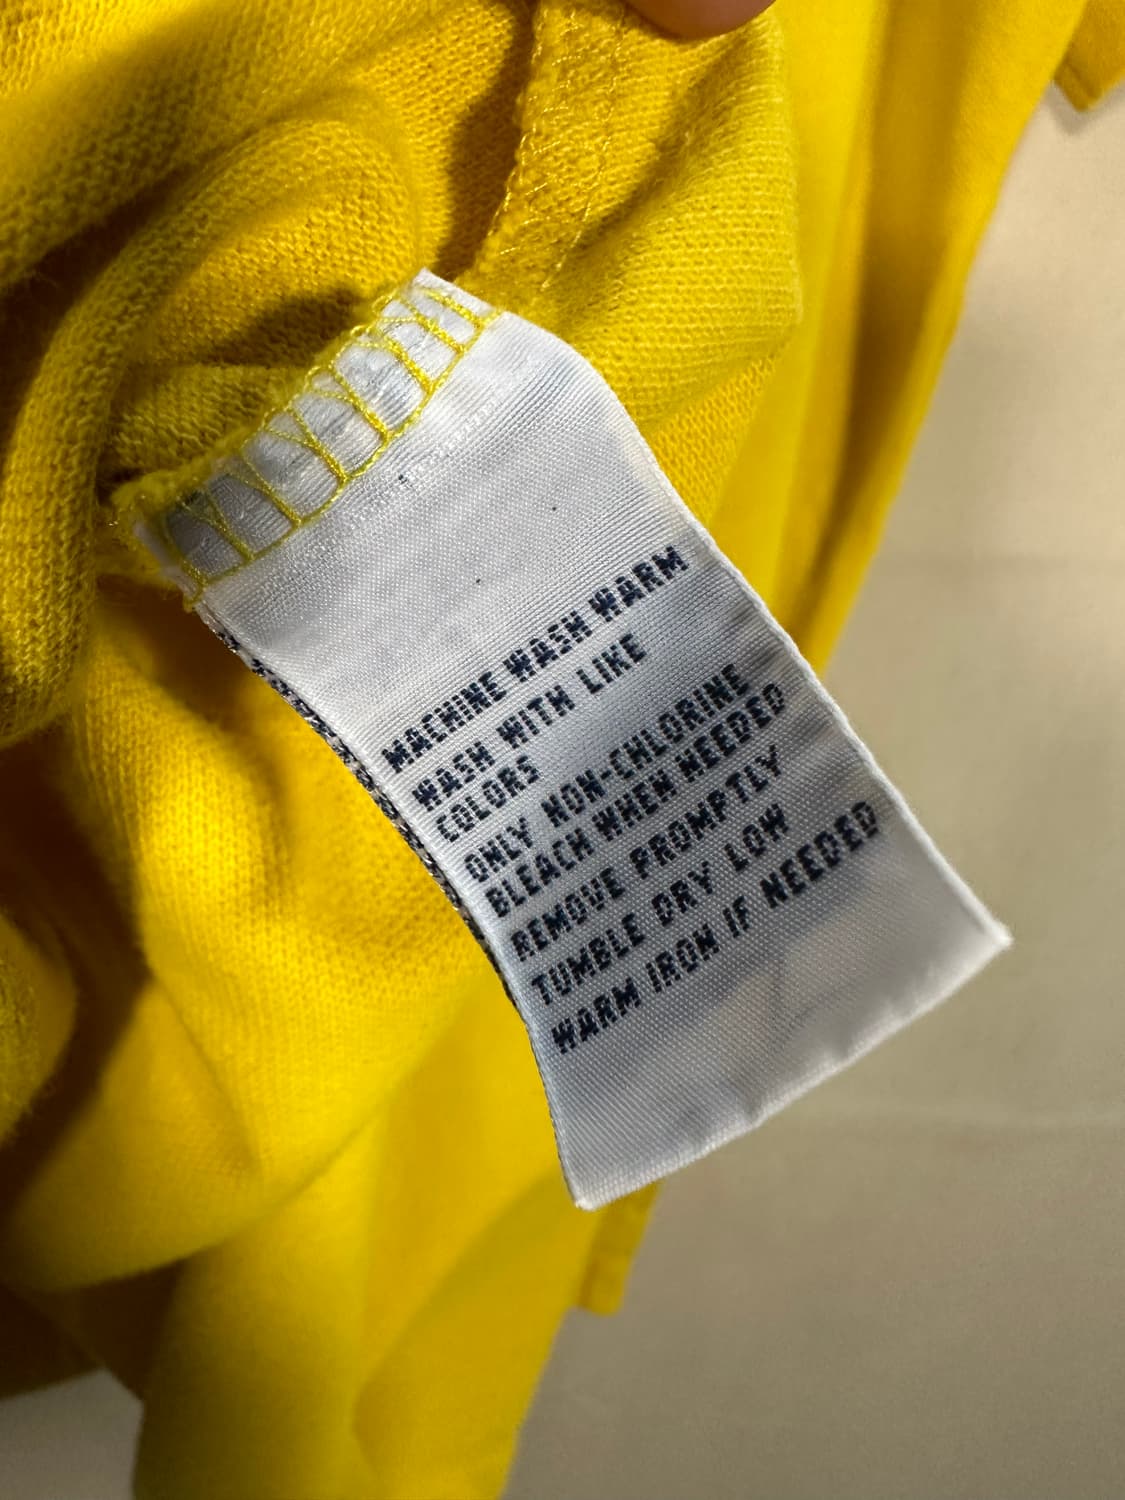 MACHINE WASH WARM
WASH WITH LIKE
COLORS
ONLY NON-CHLORINE
BLEACH WHEN NEEDED
REMOVE PROMPTLY
TUMBLE DRY LOW
WARM IRON IF NEEDED